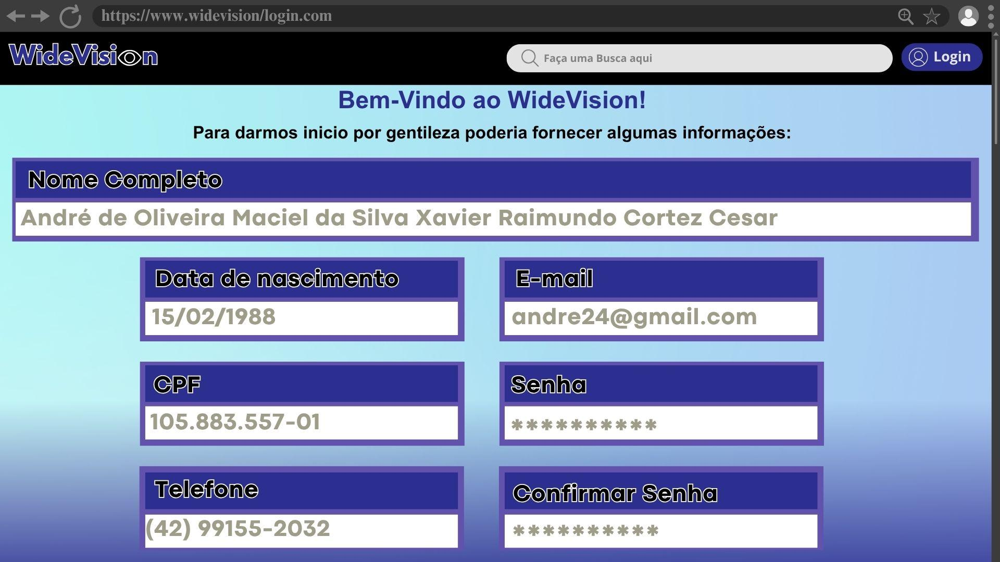 https://www.widevision/login.com
WideVision
Faça uma Busca aqui
Login
Bem-Vindo ao WideVision!
Para darmos inicio por gentileza poderia fornecer algumas informações:
Nome Completo
André de Oliveira Maciel da Silva Xavier Raimundo Cortez Cesar
Data de nascimento
15/02/1988
E-mail
andre24@gmail.com
CPF
105.883.557-01
Senha
**********
Telefone
(42) 99155-2032
Confirmar Senha
**********